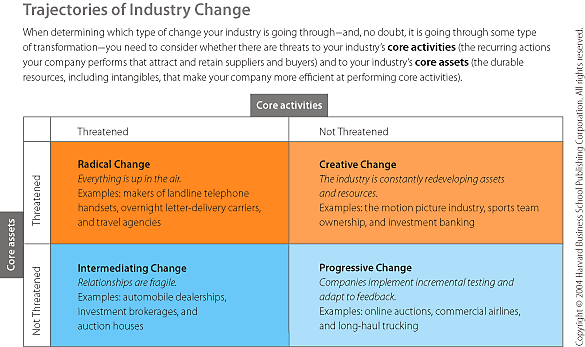 Trajectories of Industry Change
When determining which type of change your industry is going through—and, no doubt, it is going through some type
of transformation—you need to consider whether there are threats to your industry's core activities (the recurring actions
your company performs that attract and retain suppliers and buyers) and to your industry's core assets (the durable
resources, including intangibles, that make your company more efficient at performing core activities).
Core activities
Threatened
Not Threatened
Core assets
Threatened
Radical Change
Everything is up in the air.
Examples: makers of landline telephone
handsets, overnight letter-delivery carriers,
and travel agencies
Creative Change
The industry is constantly redeveloping assets
and resources.
Examples: the motion picture industry, sports team
ownership, and investment banking
Not Threatened
Intermediating Change
Relationships are fragile.
Examples: automobile dealerships,
investment brokerages, and
auction houses
Progressive Change
Companies implement incremental testing and
adapt to feedback.
Examples: online auctions, commercial airlines,
and long-haul trucking
Copyright © 2004 Harvard Business School Publishing Corporation. All rights reserved.